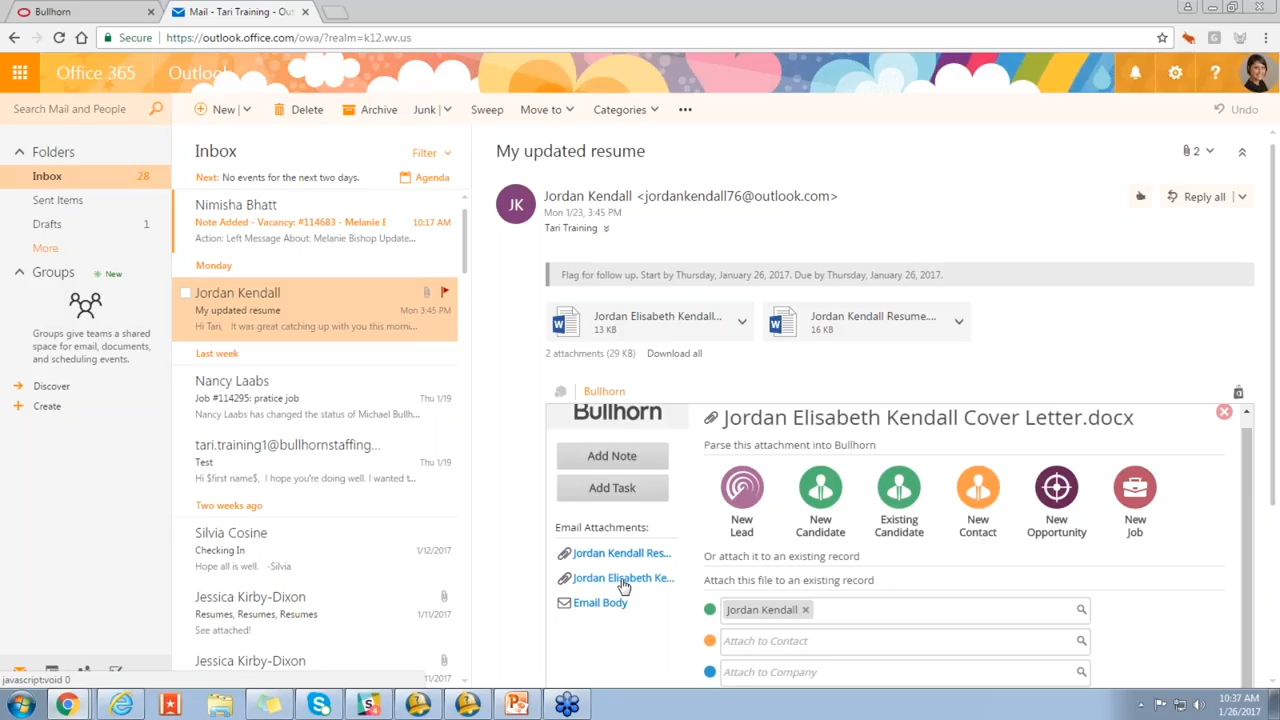 Bullhorn
Mail - Tari Training - Out
Secure
https://outlook.office.com/owa/?realm=k12.wv.us
Office 365
Outlook
Search Mail and People
New
Delete
Archive
Junk
Sweep
Move to
Categories
Undo
Folders
Inbox 28
Sent Items
Drafts 1
More
Groups
New
Groups give teams a shared
space for email, documents,
and scheduling events.
Discover
Create
Inbox
Filter
Next: No events for the next two days.
Agenda
Nimisha Bhatt
Note Added - Vacancy: #114683 - Melanie E 10:17 AM
Action: Left Message About: Melanie Bishop Update...
Monday
Jordan Kendall
My updated resume Mon 3:45 PM
Hi Tari, It was great catching up with you this morni...
Last week
Nancy Laabs
Job #114295: pratice job Thu 1/19
Nancy Laabs has changed the status of Michael Bullh...
tari.training1@bullhornstaffing...
Test Thu 1/19
Hi $first name$, I hope you're doing well. I wanted t...
Two weeks ago
Silvia Cosine
Checking In 1/12/2017
Hope all is well. -Silvia
Jessica Kirby-Dixon
Resumes, Resumes, Resumes 1/11/2017
See attached!
Jessica Kirby-Dixon
/11/2017
My updated resume
2
JK
Jordan Kendall <jordankendall76@outlook.com>
Mon 1/23, 3:45 PM
Tari Training
Reply all
Flag for follow up. Start by Thursday, January 26, 2017. Due by Thursday, January 26, 2017.
Jordan Elisabeth Kendall...
13 KB
Jordan Kendall Resume....
16 KB
2 attachments (29 KB) Download all
Bullhorn
Bullhorn
Add Note
Add Task
Email Attachments:
Jordan Kendall Res...
Jordan Elisabeth Ke...
Email Body
Jordan Elisabeth Kendall Cover Letter.docx
Parse this attachment into Bullhorn
New
Lead
New
Candidate
Existing
Candidate
New
Contact
New
Opportunity
New
Job
Or attach it to an existing record
Attach this file to an existing record
Jordan Kendall
Attach to Contact
Attach to Company
javascript:void 0
10:37 AM
1/26/2017